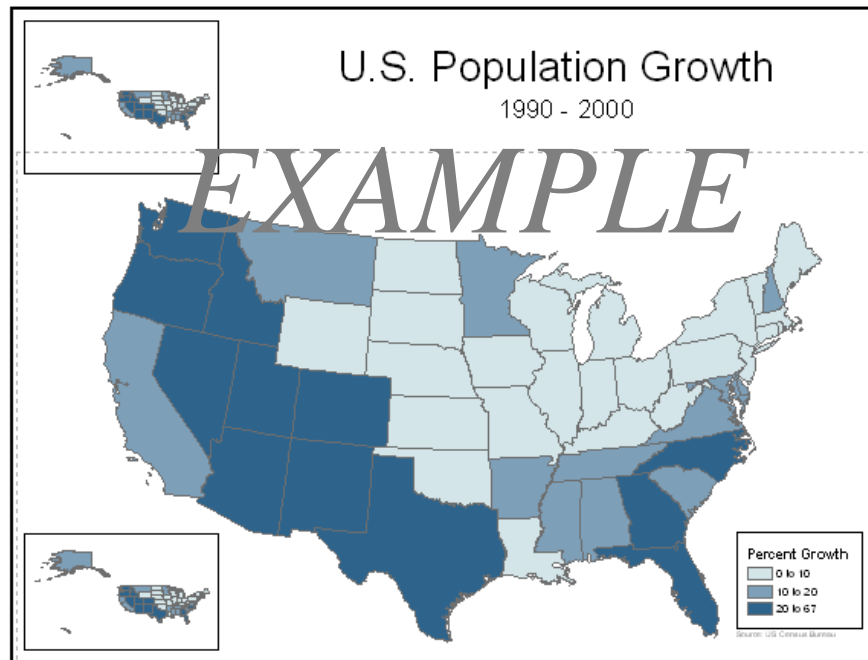 U.S. Population Growth
1990 - 2000
EXAMPLE
Percent Growth
0 to 10
10 to 20
20 to 67
Source: US Census Bureau